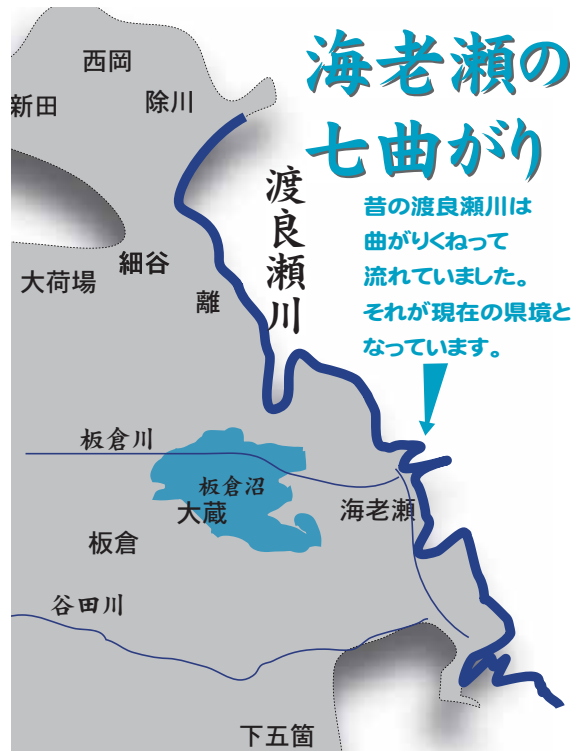 海老瀬の
七曲がり
昔の渡良瀬川は
曲がりくねって
流れていました。
それが現在の県境と
なっています。
西岡
新田
除川
渡良瀬川
細谷
大荷場
離
板倉川
板倉沼
大蔵
海老瀬
板倉
谷田川
下五箇